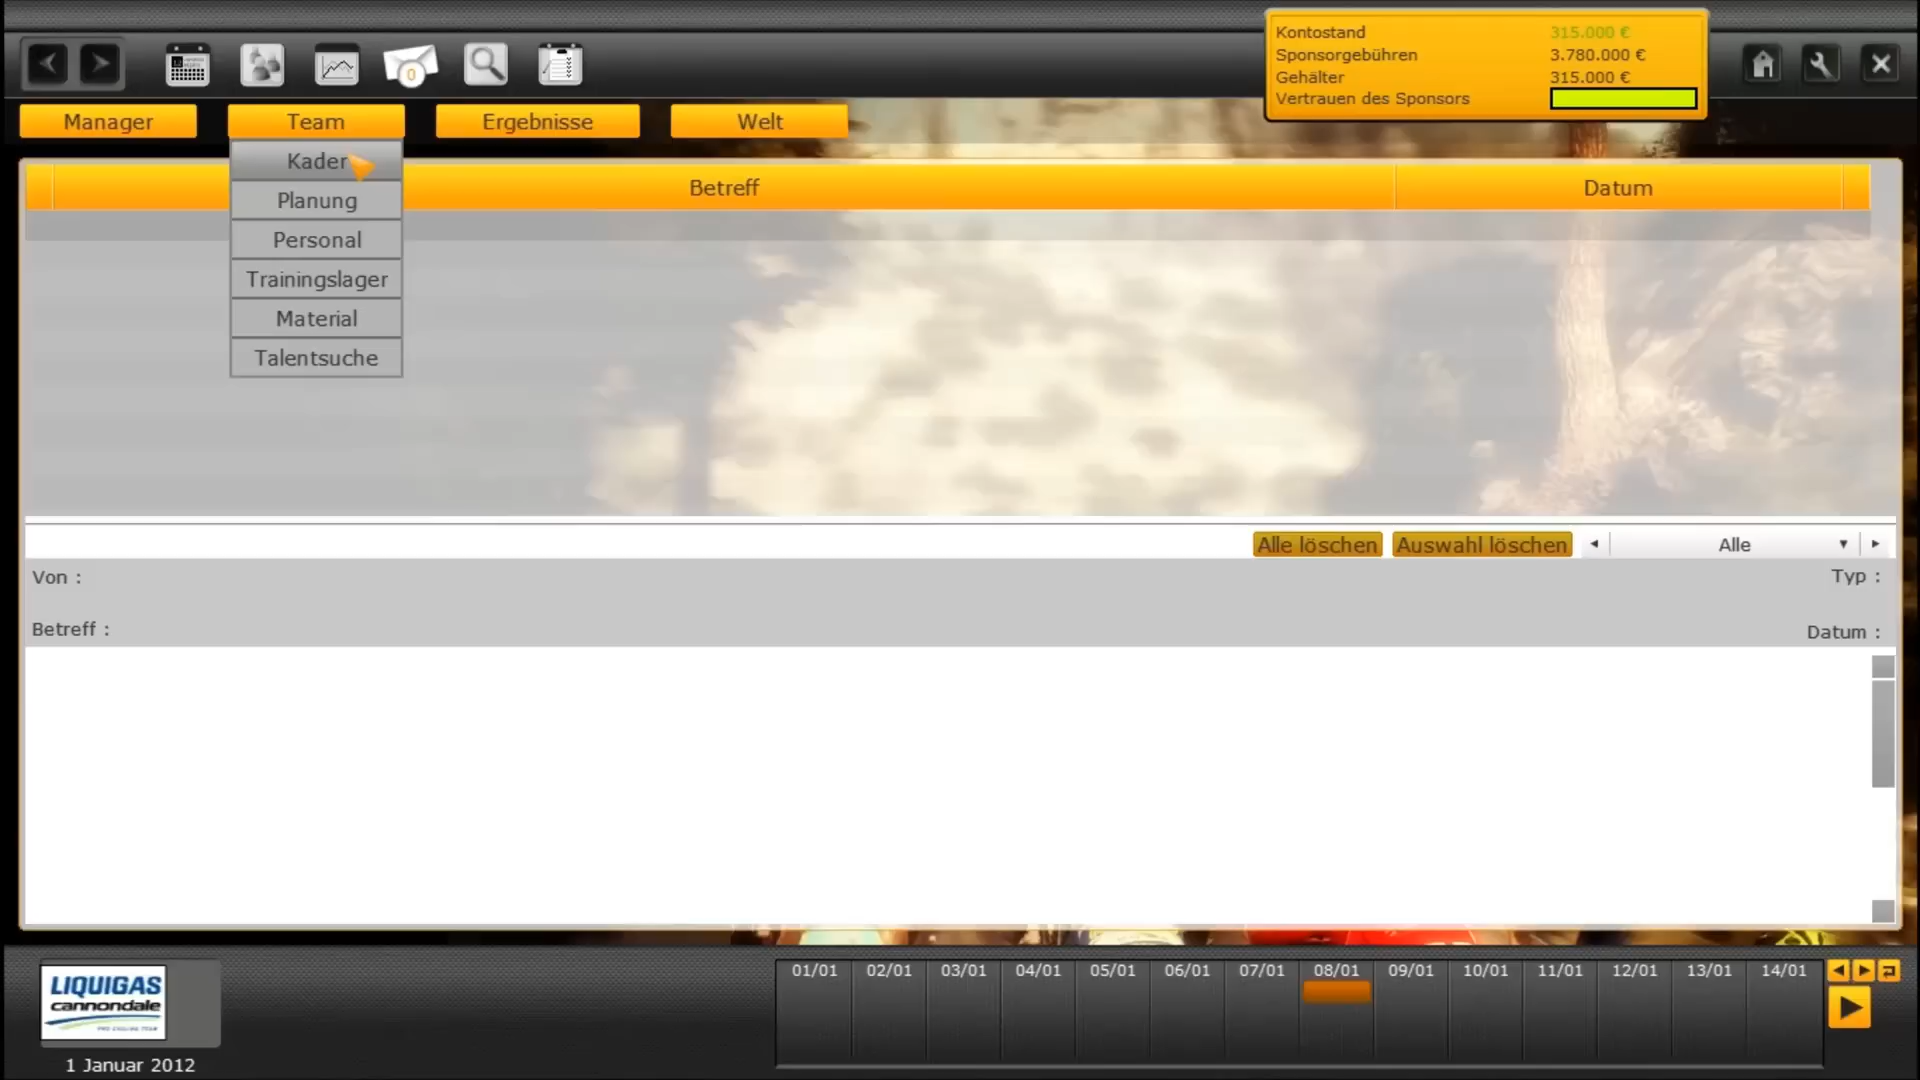 Kontostand 315.000 €
Sponsorgebühren 3.780.000 €
Gehälter 315.000 €
Vertrauen des Sponsors
0
Manager Team Ergebnisse Welt
Kader
Planung
Personal
Trainingslager
Material
Talentsuche
Betreff Datum
Alle löschen Auswahl löschen Alle
Von : Typ :
Betreff : Datum :
LIQUIGAS
cannondale
PRO CYCLING TEAM
1 Januar 2012
01/01 02/01 03/01 04/01 05/01 06/01 07/01 08/01 09/01 10/01 11/01 12/01 13/01 14/01